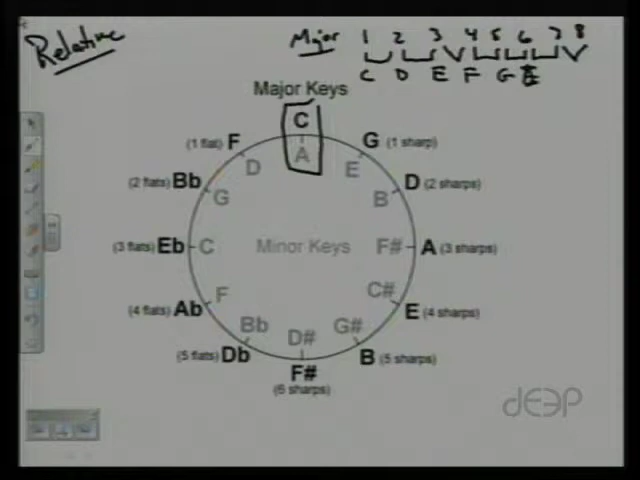 Relative
Major 1 2 3 4 5 6 7 8
C D E F G
Major Keys
C
(1 flat) F
G (1 sharp)
A
D
E
(2 flats) Bb
D (2 sharps)
G
B
(3 flats) Eb
C
Minor Keys
F#
A (3 sharps)
F
C#
(4 flats) Ab
E (4 sharps)
Bb
D#
G#
(5 flats) Db
B (5 sharps)
F#
(6 sharps)
deep